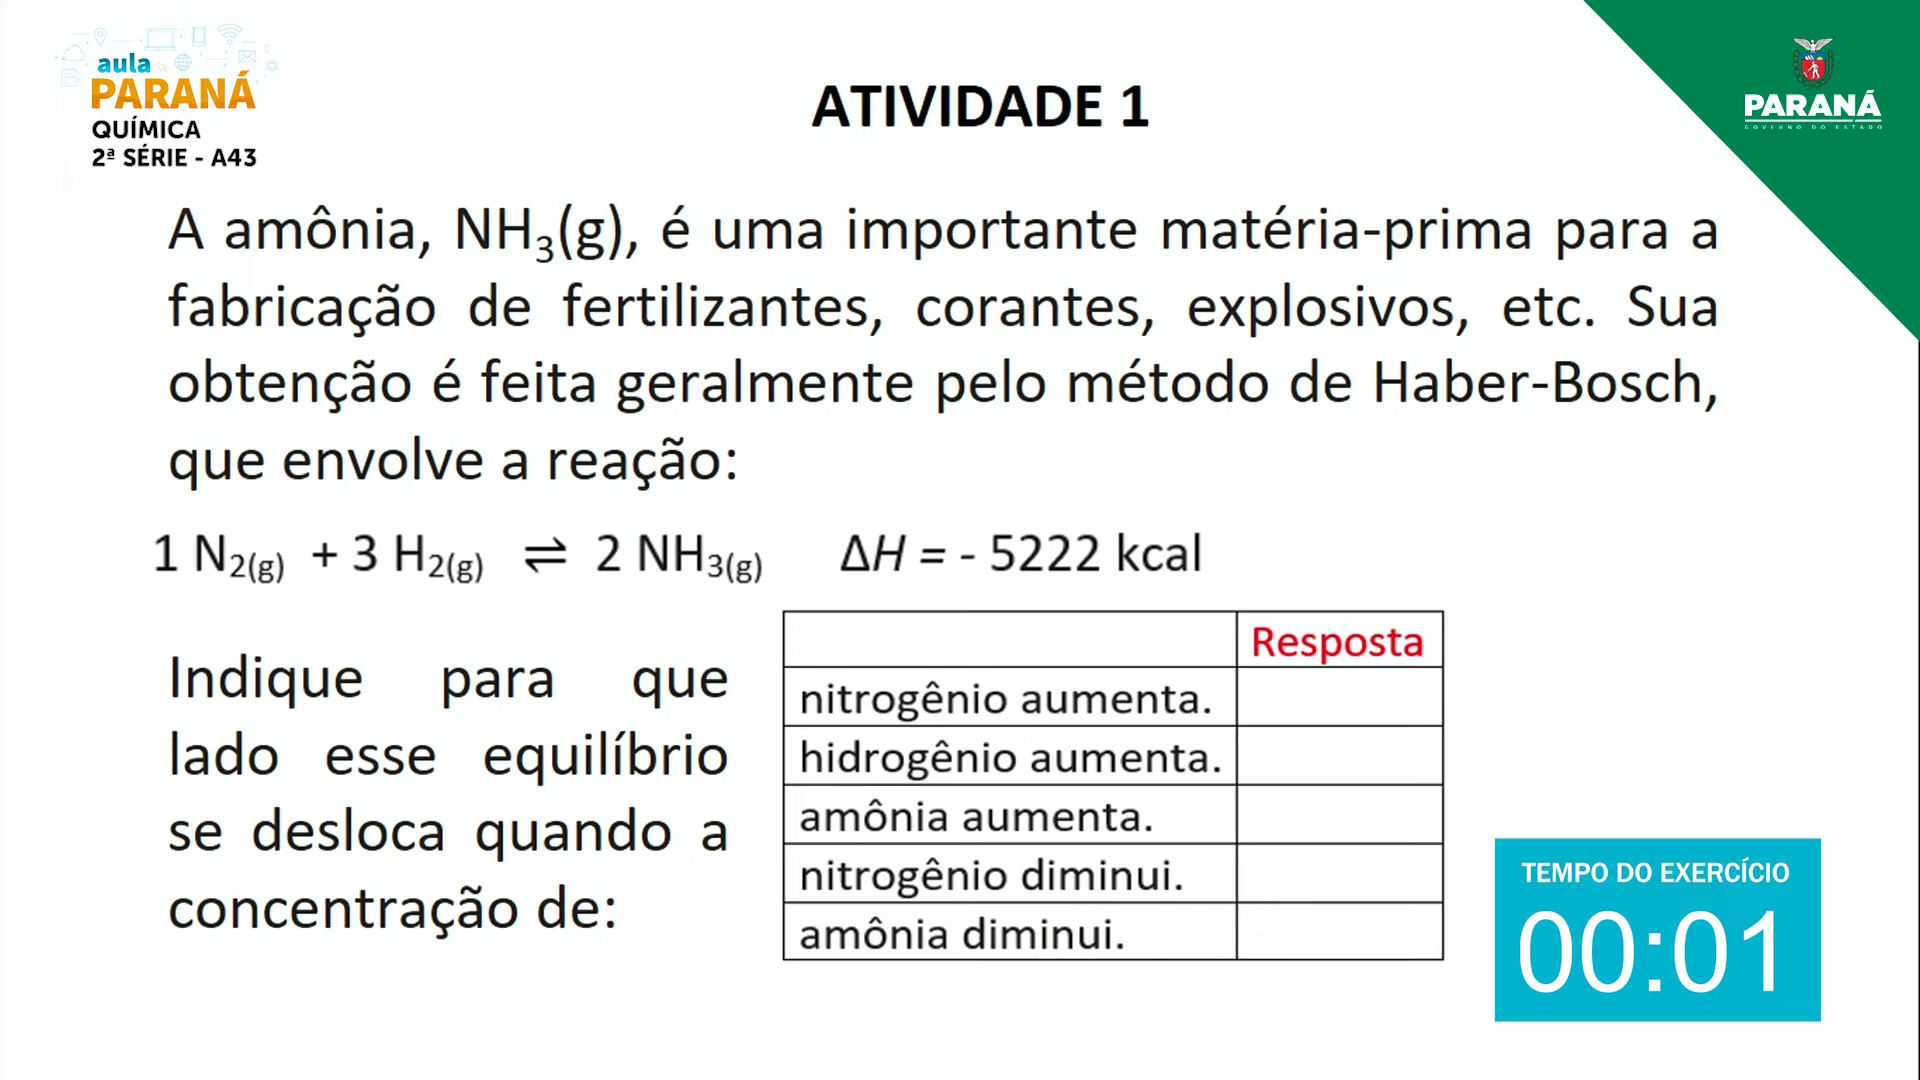 aula
PARANÁ
QUÍMICA
2ª SÉRIE - A43
ATIVIDADE 1
PARANÁ
GOVERNO DO ESTADO
A amônia, NH₃(g), é uma importante matéria-prima para a
fabricação de fertilizantes, corantes, explosivos, etc. Sua
obtenção é feita geralmente pelo método de Haber-Bosch,
que envolve a reação:
1 N₂(g) + 3 H₂(g) ⇌ 2 NH₃(g) ΔH = - 5222 kcal
Indique para que
lado esse equilíbrio
se desloca quando a
concentração de:
Resposta
nitrogênio aumenta.
hidrogênio aumenta.
amônia aumenta.
nitrogênio diminui.
amônia diminui.
TEMPO DO EXERCÍCIO
00:01